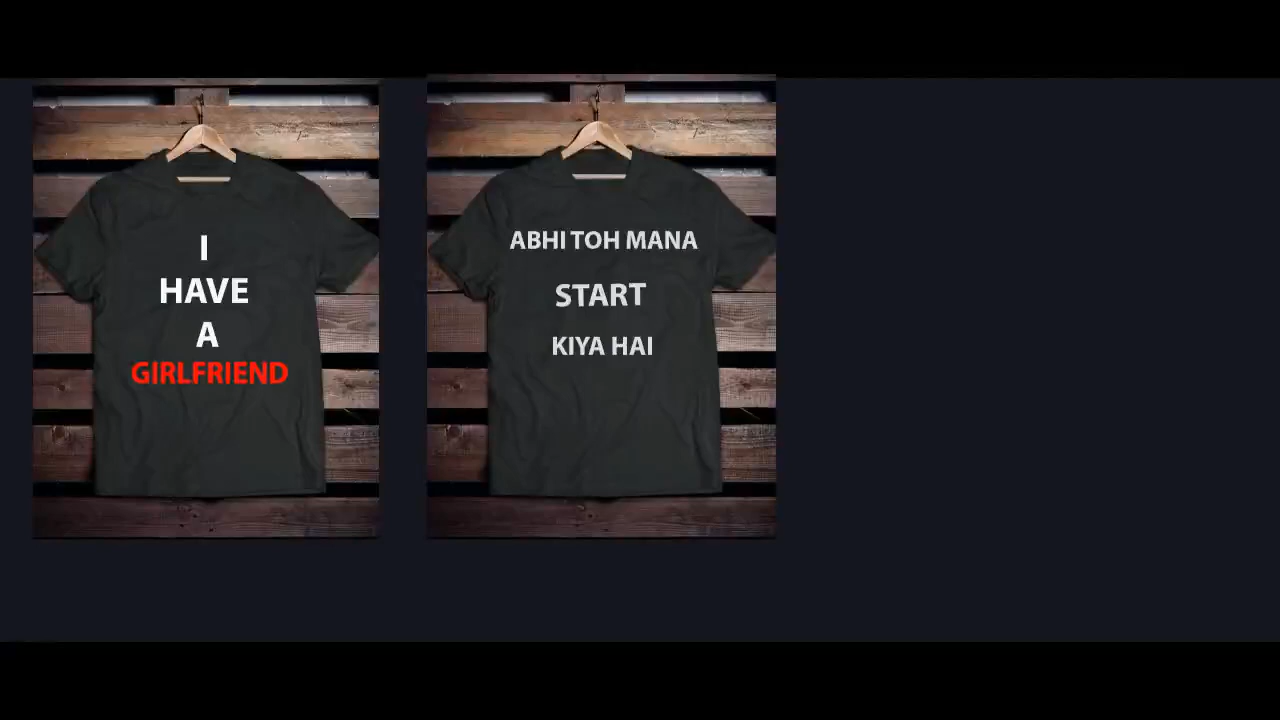 I
HAVE
A
GIRLFRIEND
ABHI TOH MANA
START
KIYA HAI